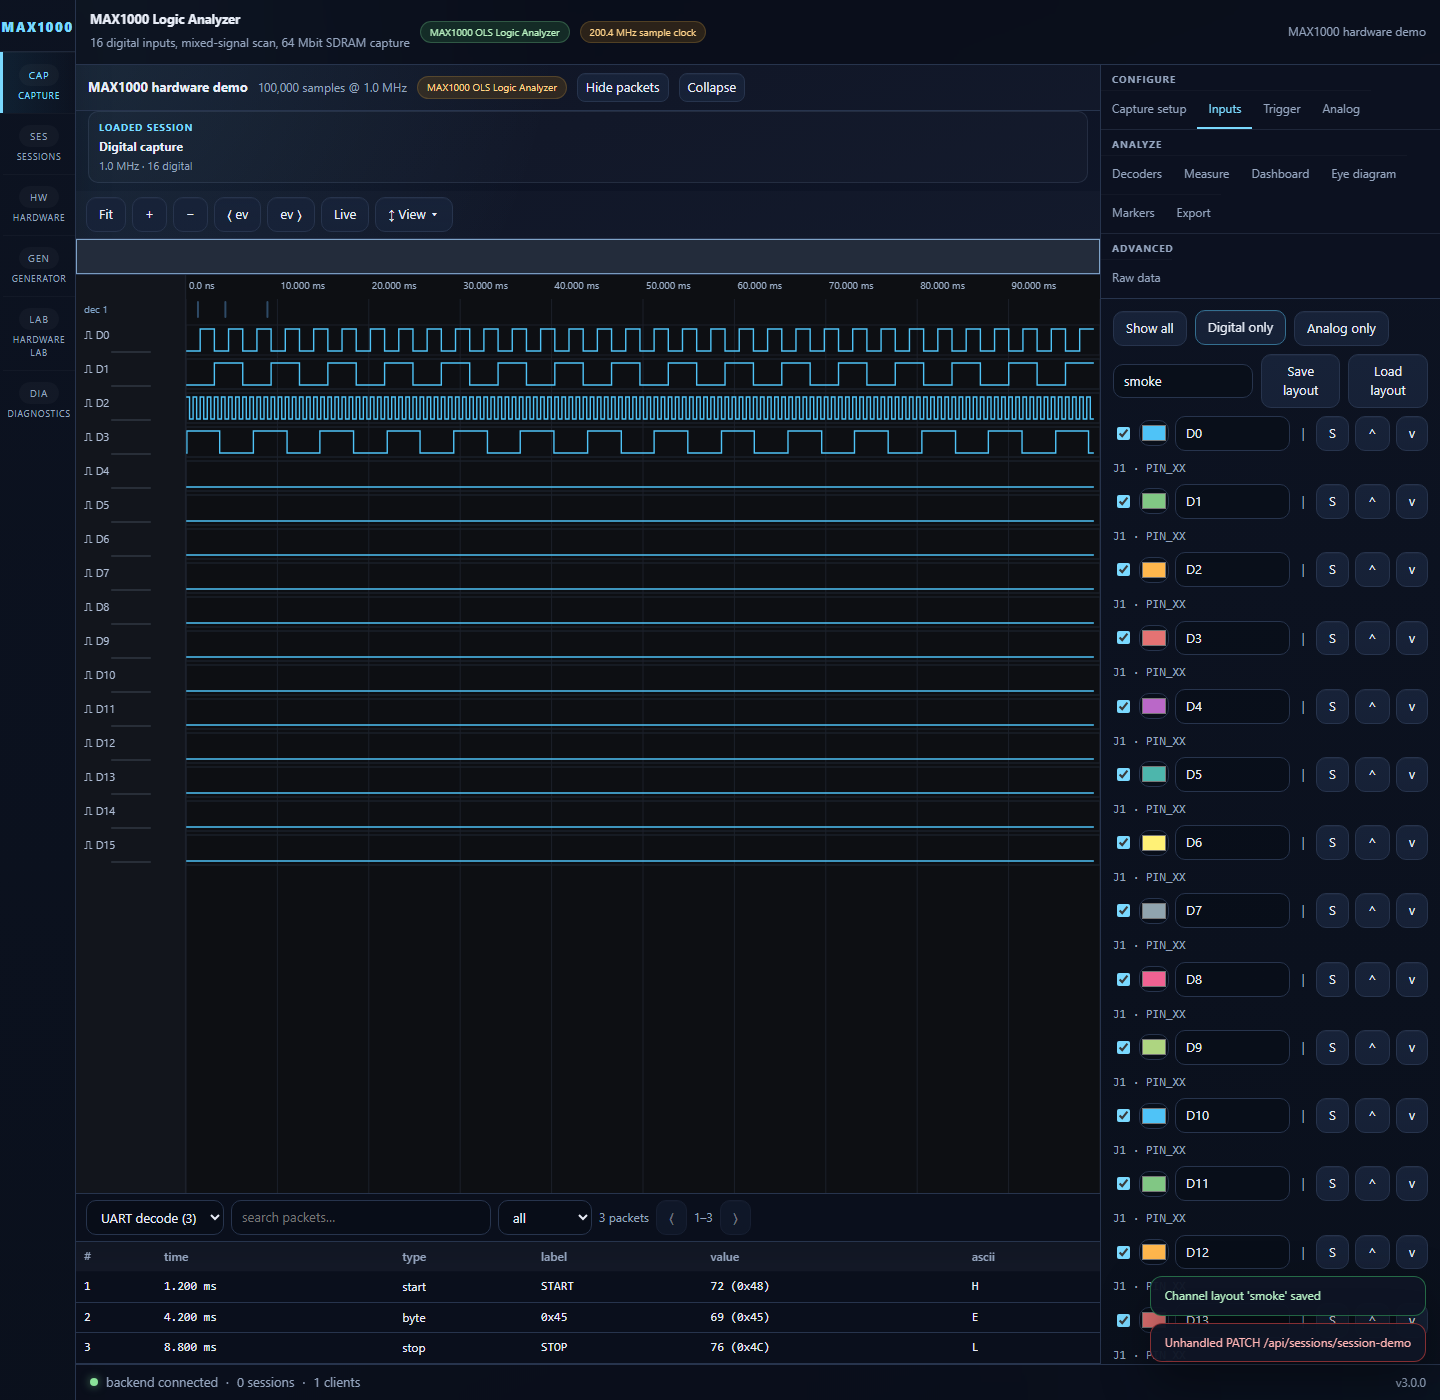 MAX1000
CAP
CAPTURE
SES
SESSIONS
HW
HARDWARE
GEN
GENERATOR
LAB
HARDWARE
LAB
DIA
DIAGNOSTICS
MAX1000 Logic Analyzer
16 digital inputs, mixed-signal scan, 64 Mbit SDRAM capture
MAX1000 OLS Logic Analyzer
200.4 MHz sample clock
MAX1000 hardware demo
MAX1000 hardware demo 100,000 samples @ 1.0 MHz MAX1000 OLS Logic Analyzer Hide packets Collapse
LOADED SESSION
Digital capture
1.0 MHz · 16 digital
Fit + − ⟨ ev ev ⟩ Live ↕ View ▾
0.0 ns 10.000 ms 20.000 ms 30.000 ms 40.000 ms 50.000 ms 60.000 ms 70.000 ms 80.000 ms 90.000 ms
dec 1
D0
D1
D2
D3
D4
D5
D6
D7
D8
D9
D10
D11
D12
D13
D14
D15
UART decode (3) search packets... all 3 packets ⟨ 1–3 ⟩
# time type label value ascii
1 1.200 ms start START 72 (0x48) H
2 4.200 ms byte 0x45 69 (0x45) E
3 8.800 ms stop STOP 76 (0x4C) L
CONFIGURE
Capture setup Inputs Trigger Analog
ANALYZE
Decoders Measure Dashboard Eye diagram
Markers Export
ADVANCED
Raw data
Show all Digital only Analog only
smoke Save layout Load layout
D0 | S ^ v
J1 · PIN_XX
D1 | S ^ v
J1 · PIN_XX
D2 | S ^ v
J1 · PIN_XX
D3 | S ^ v
J1 · PIN_XX
D4 | S ^ v
J1 · PIN_XX
D5 | S ^ v
J1 · PIN_XX
D6 | S ^ v
J1 · PIN_XX
D7 | S ^ v
J1 · PIN_XX
D8 | S ^ v
J1 · PIN_XX
D9 | S ^ v
J1 · PIN_XX
D10 | S ^ v
J1 · PIN_XX
D11 | S ^ v
J1 · PIN_XX
D12 | S ^ v
J1 ·
Channel layout 'smoke' saved
D13 S ^ v
Unhandled PATCH /api/sessions/session-demo
J1 ·
backend connected · 0 sessions · 1 clients
v3.0.0